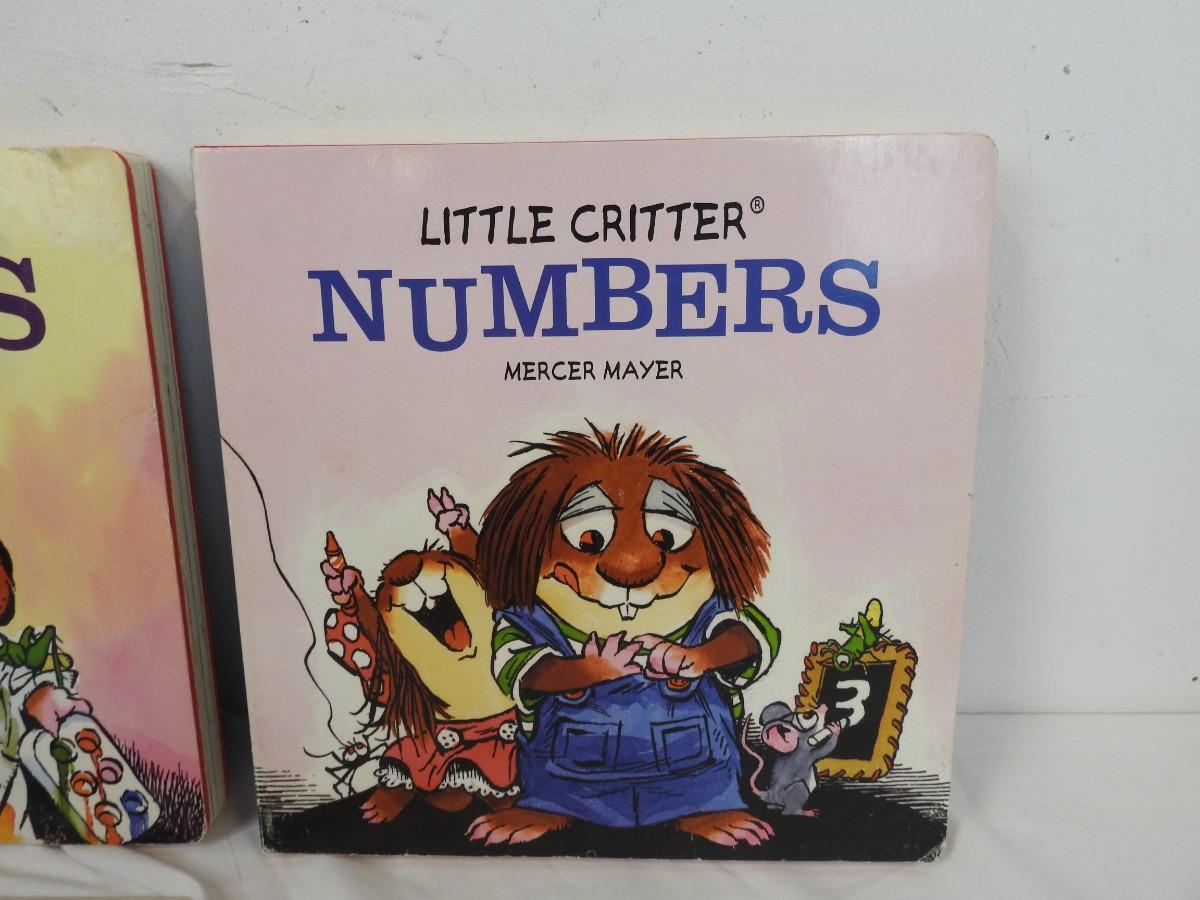 S
LITTLE CRITTER®
NUMBERS
MERCER MAYER
3